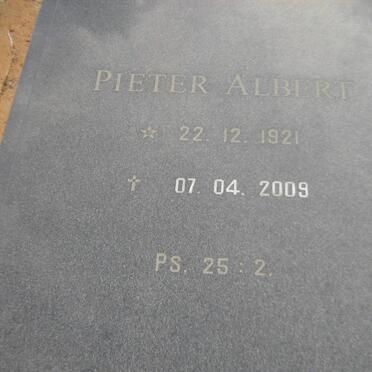 PIETER ALBERT
☆ 22. 12. 1921
† 07. 04. 2009
PS. 25 : 2.